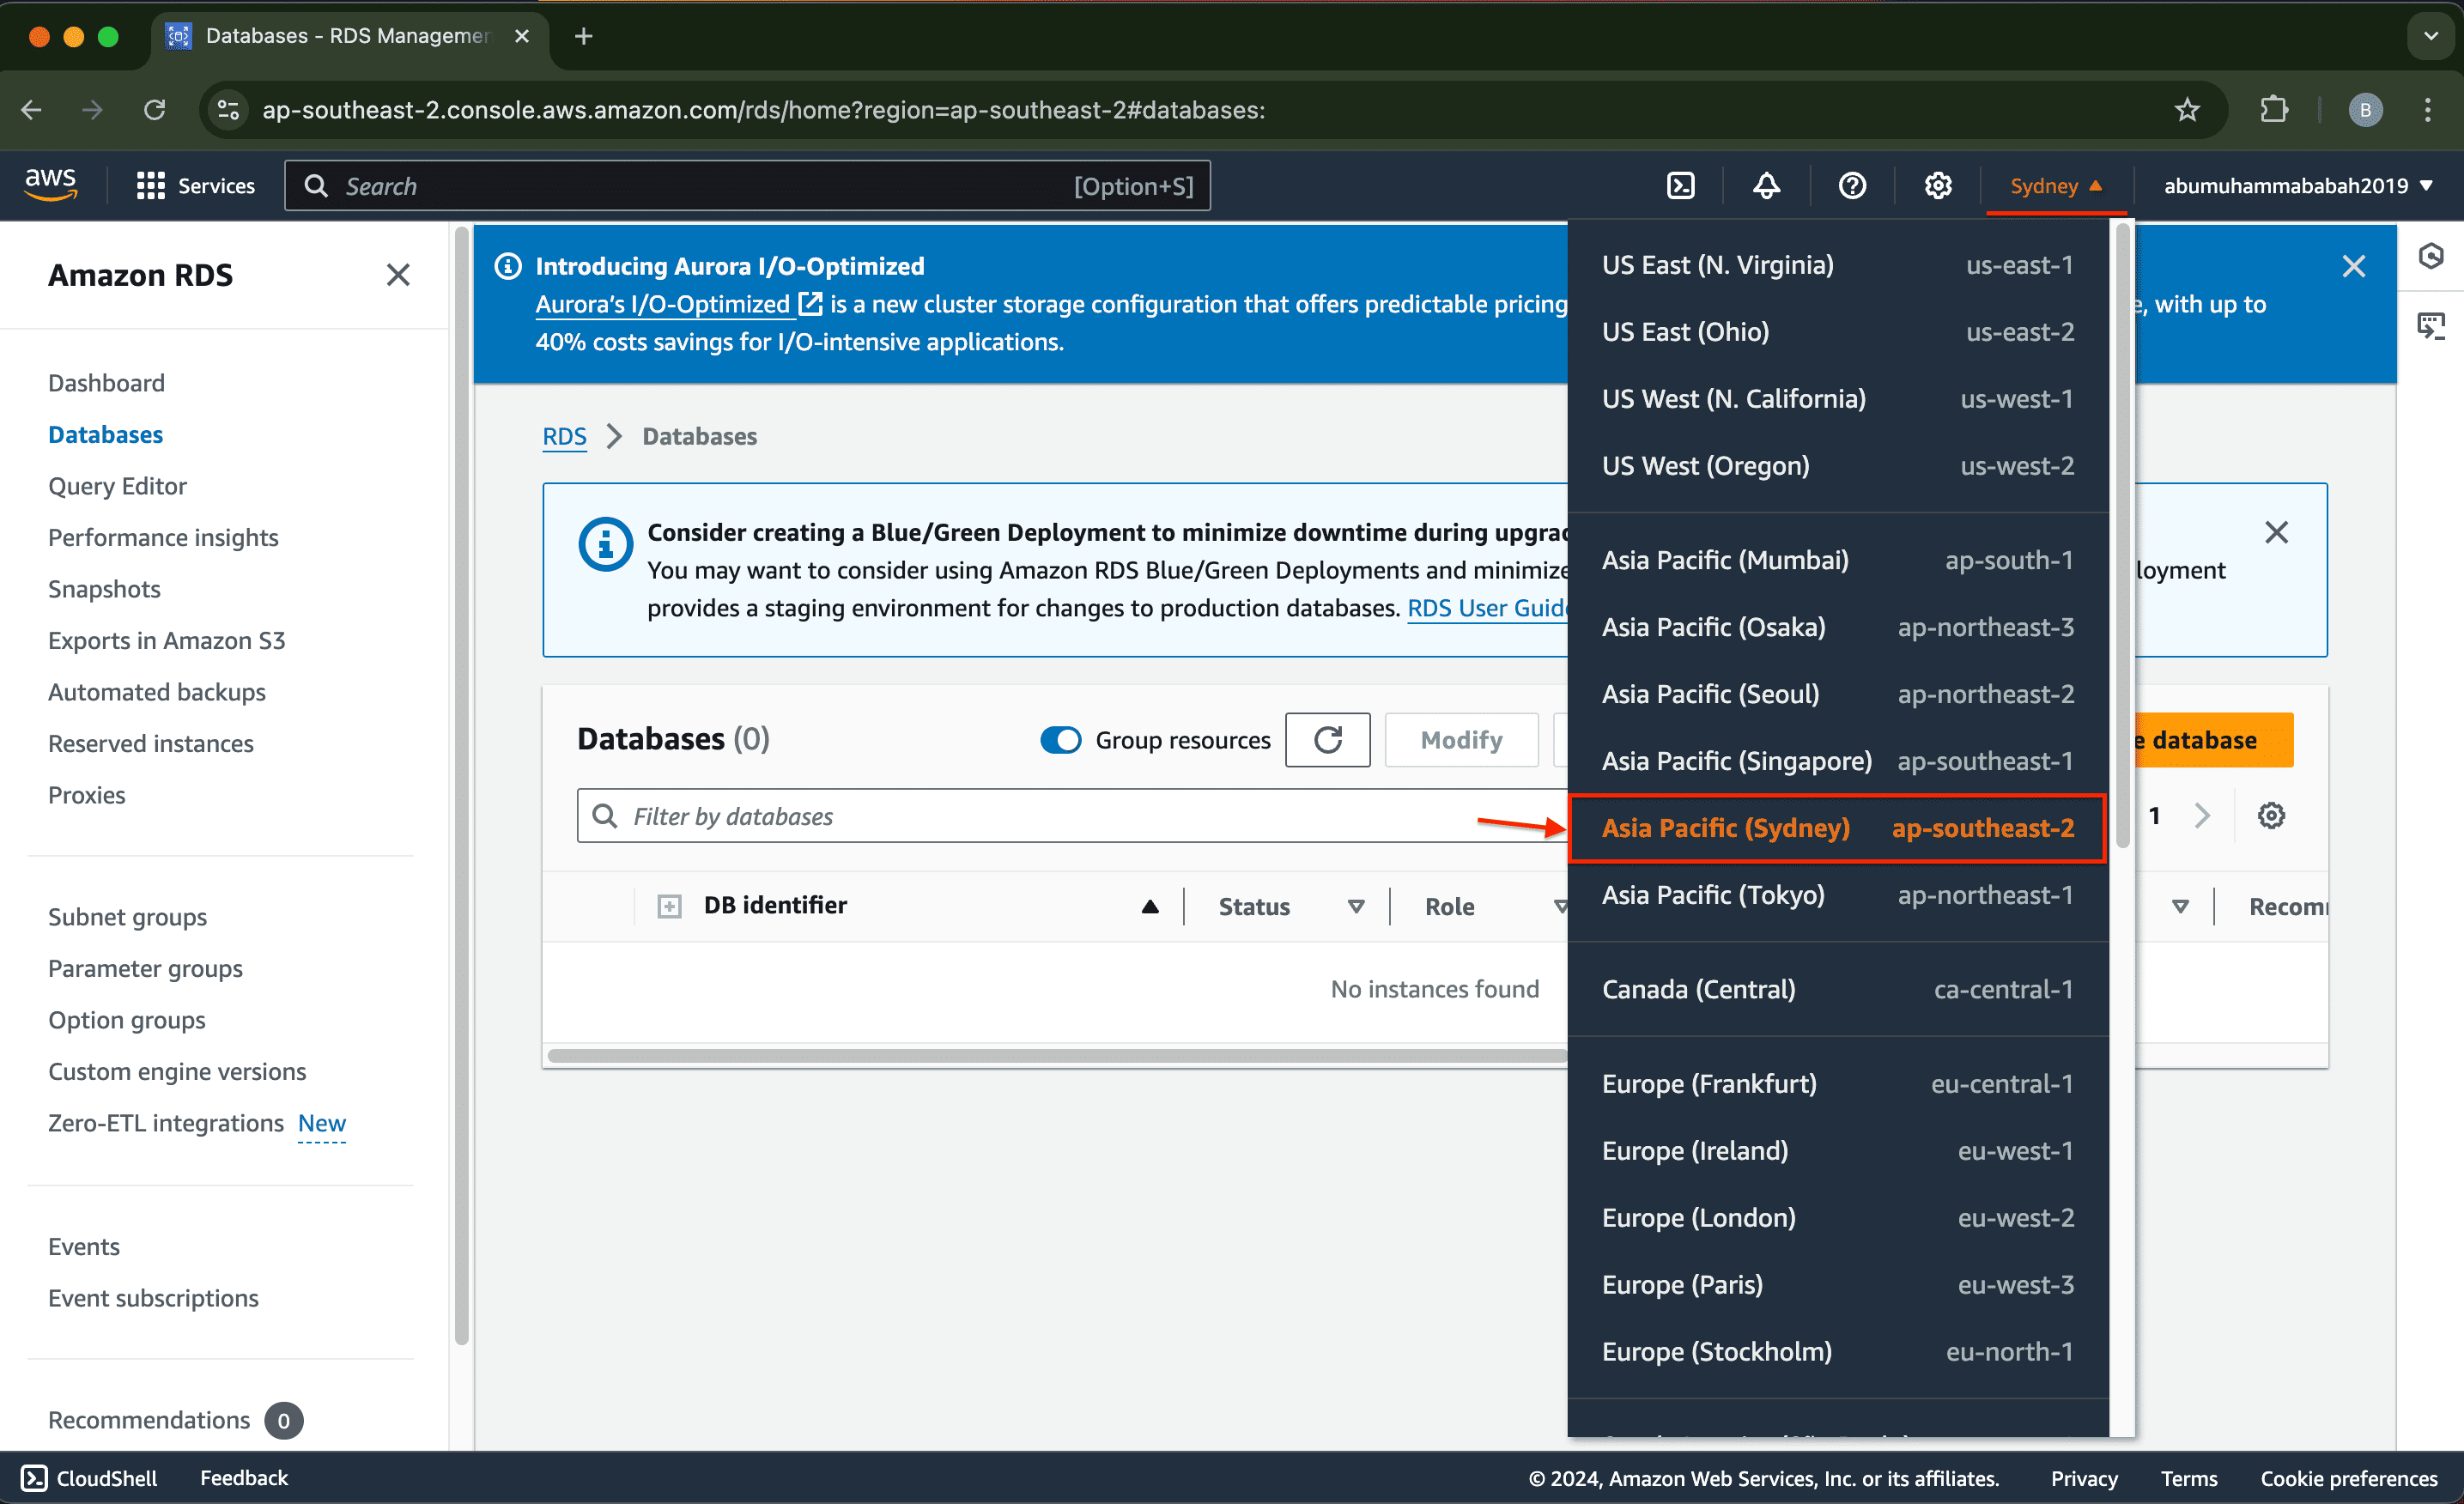 Databases - RDS Managemen
ap-southeast-2.console.aws.amazon.com/rds/home?region=ap-southeast-2#databases:
B
aws
Services
Search
[Option+S]
Sydney
abumuhammababah2019
Amazon RDS
Dashboard
Databases
Query Editor
Performance insights
Snapshots
Exports in Amazon S3
Automated backups
Reserved instances
Proxies
Subnet groups
Parameter groups
Option groups
Custom engine versions
Zero-ETL integrations New
Events
Event subscriptions
Recommendations 0
Introducing Aurora I/O-Optimized
Aurora's I/O-Optimized is a new cluster storage configuration that offers predictable pricing
e, with up to
40% costs savings for I/O-intensive applications.
RDS > Databases
Consider creating a Blue/Green Deployment to minimize downtime during upgrad
You may want to consider using Amazon RDS Blue/Green Deployments and minimize
loyment
provides a staging environment for changes to production databases. RDS User Guide
Databases (0)
Group resources
Modify
e database
Filter by databases
1
DB identifier
Status
Role
Recom
No instances found
US East (N. Virginia) us-east-1
US East (Ohio) us-east-2
US West (N. California) us-west-1
US West (Oregon) us-west-2
Asia Pacific (Mumbai) ap-south-1
Asia Pacific (Osaka) ap-northeast-3
Asia Pacific (Seoul) ap-northeast-2
Asia Pacific (Singapore) ap-southeast-1
Asia Pacific (Sydney) ap-southeast-2
Asia Pacific (Tokyo) ap-northeast-1
Canada (Central) ca-central-1
Europe (Frankfurt) eu-central-1
Europe (Ireland) eu-west-1
Europe (London) eu-west-2
Europe (Paris) eu-west-3
Europe (Stockholm) eu-north-1
CloudShell
Feedback
© 2024, Amazon Web Services, Inc. or its affiliates.
Privacy
Terms
Cookie preferences